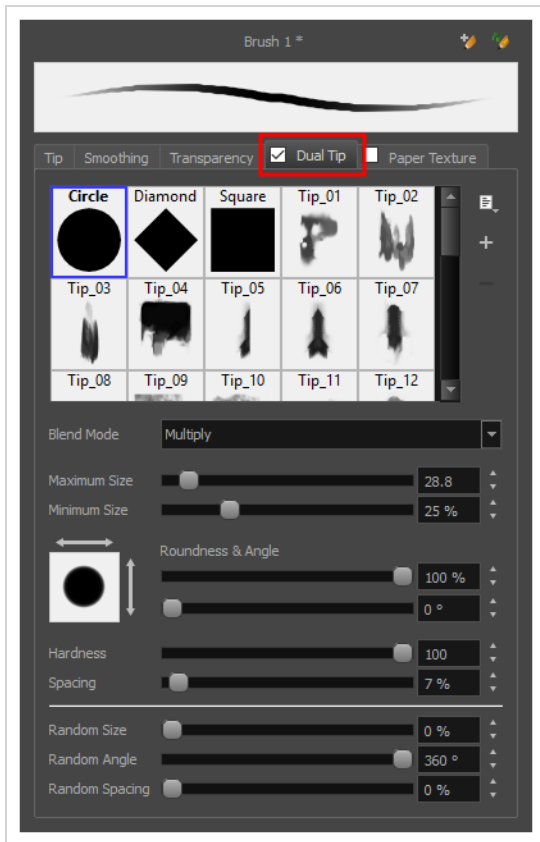 Brush 1 *
Tip Smoothing Transparency Dual Tip Paper Texture
Circle Diamond Square Tip_01 Tip_02
Tip_03 Tip_04 Tip_05 Tip_06 Tip_07
Tip_08 Tip_09 Tip_10 Tip_11 Tip_12
Blend Mode Multiply
Maximum Size 28.8
Minimum Size 25 %
Roundness & Angle
100 %
0 °
Hardness 100
Spacing 7 %
Random Size 0 %
Random Angle 360 °
Random Spacing 0 %